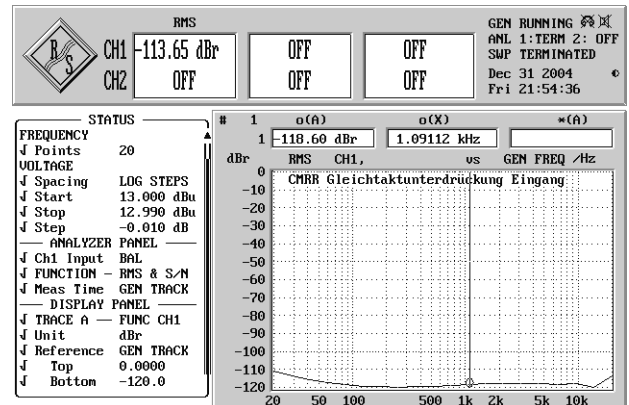 RMS
GEN RUNNING
ANL 1:TERM 2: OFF
SWP TERMINATED
Dec 31 2004
Fri 21:54:36
R&S
CH1 -113.65 dBr OFF OFF
CH2 OFF OFF OFF
STATUS
FREQUENCY
Points 20
VOLTAGE
Spacing LOG STEPS
Start 13.000 dBu
Stop 12.990 dBu
Step -0.010 dB
ANALYZER PANEL
Ch1 Input BAL
FUNCTION - RMS & S/N
Meas Time GEN TRACK
DISPLAY PANEL
TRACE A — FUNC CH1
Unit dBr
Reference GEN TRACK
Top 0.0000
Bottom -120.0
# 1 o(A) o(X) *(A)
1 -118.60 dBr 1.09112 kHz
dBr RMS CH1, vs GEN FREQ /Hz
CMRR Gleichtaktunterdrückung Eingang
0
-10
-20
-30
-40
-50
-60
-70
-80
-90
-100
-110
-120
20 50 100 500 1k 2k 5k 10k